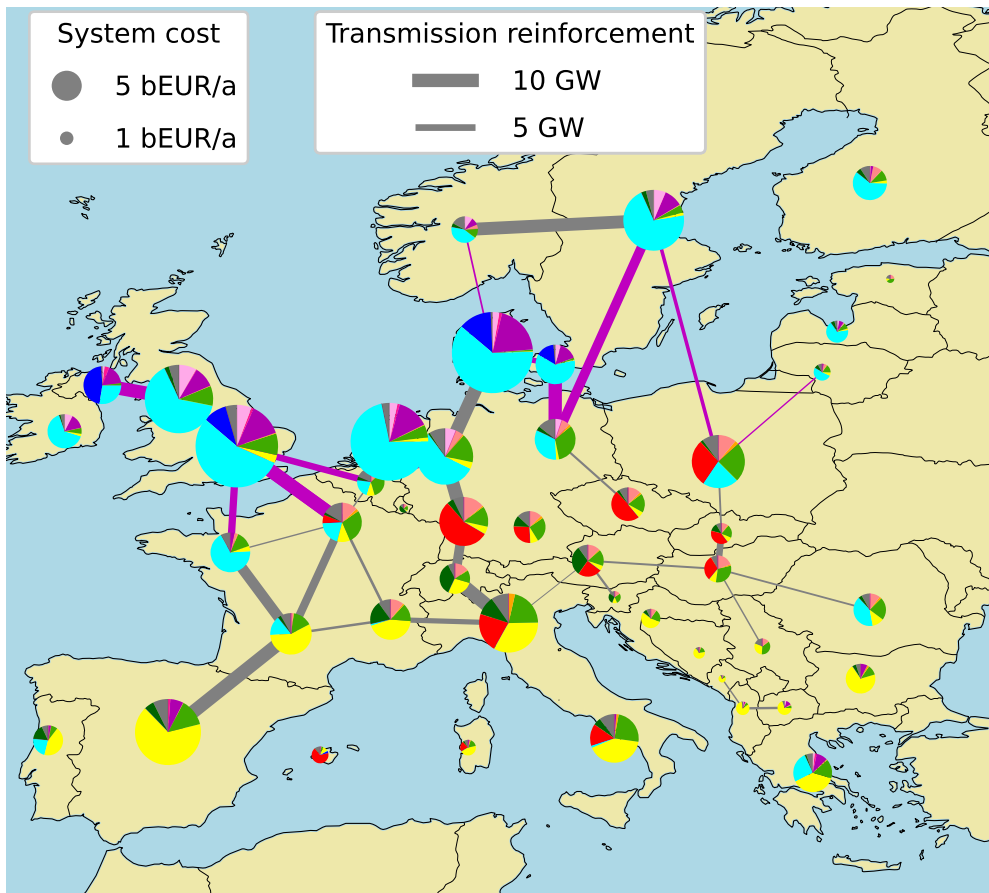 System cost
5 bEUR/a
1 bEUR/a
Transmission reinforcement
10 GW
5 GW